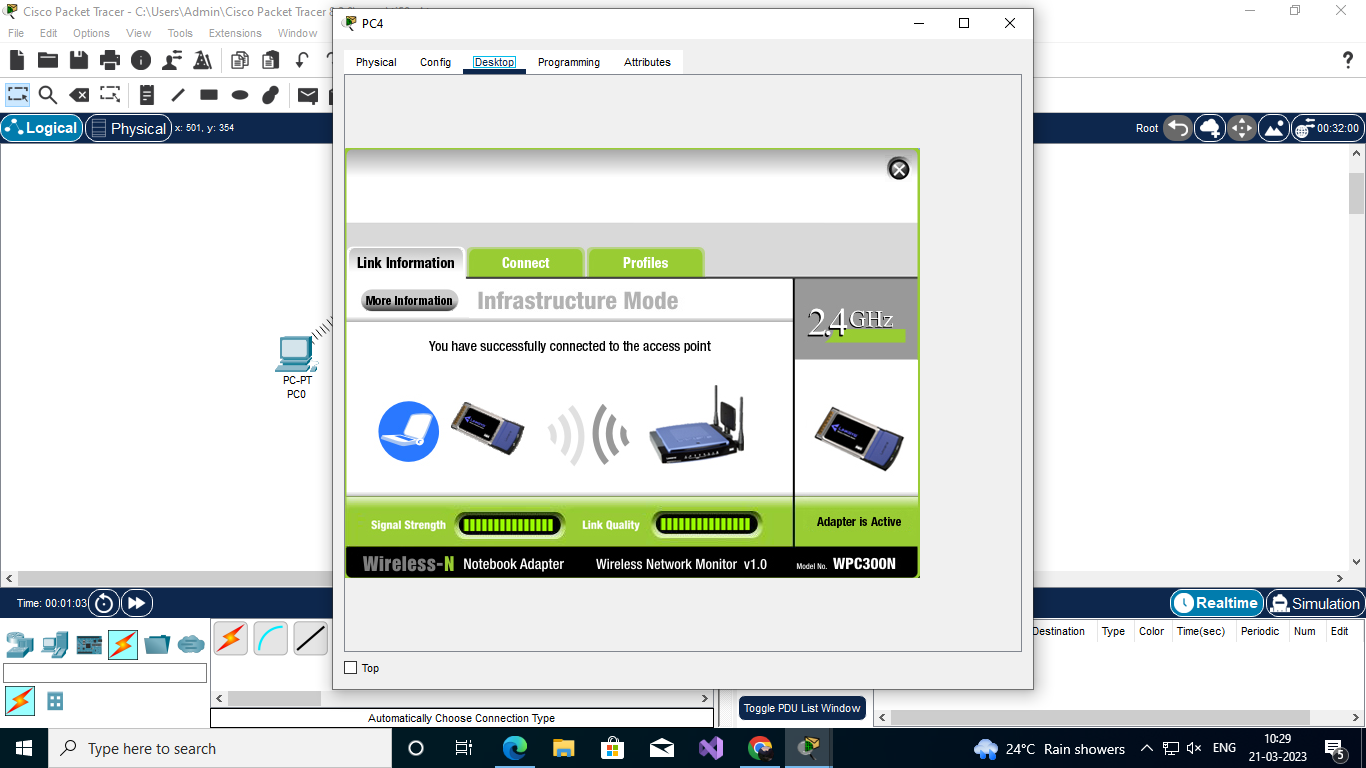 Cisco Packet Tracer - C:\Users\Admin\Cisco Packet Tracer
PC4
File Edit Options View Tools Extensions Window
Physical Config Desktop Programming Attributes
Logical Physical x: 501, y: 354
Root 00:32:00
Link Information Connect Profiles
More Information Infrastructure Mode
2.4GHz
You have successfully connected to the access point
PC-PT
PC0
Signal Strength Link Quality Adapter is Active
Wireless-N Notebook Adapter Wireless Network Monitor v1.0 Model No. WPC300N
Time: 00:01:03
Realtime Simulation
Destination Type Color Time(sec) Periodic Num Edit
Top
Toggle PDU List Window
Automatically Choose Connection Type
Type here to search
24°C Rain showers
ENG
10:29
21-03-2023
5